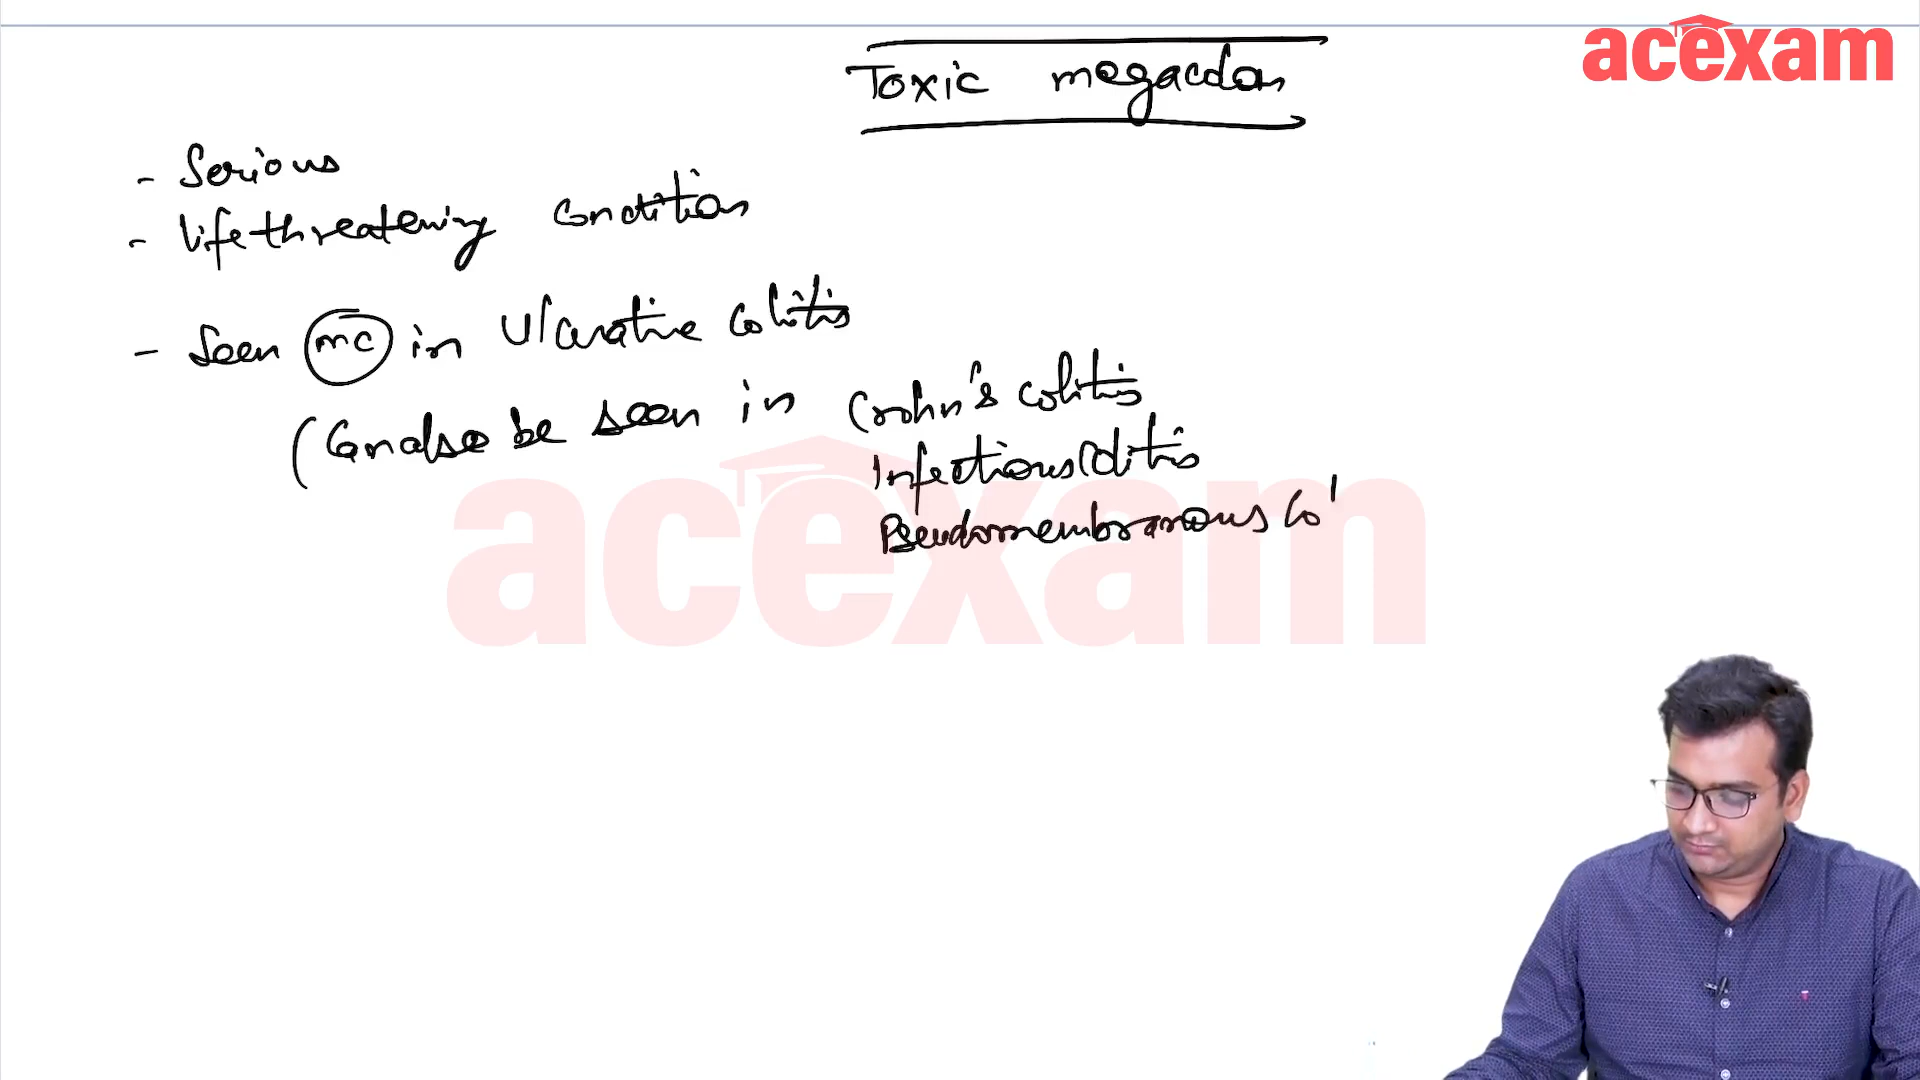 acexam
Toxic megacolon
- Serious
- life threatening condition
- Seen mc in Ulcerative colitis
(Can also be seen in Crohn's colitis
Infectious Colitis
Pseudomembranous Co
acexam